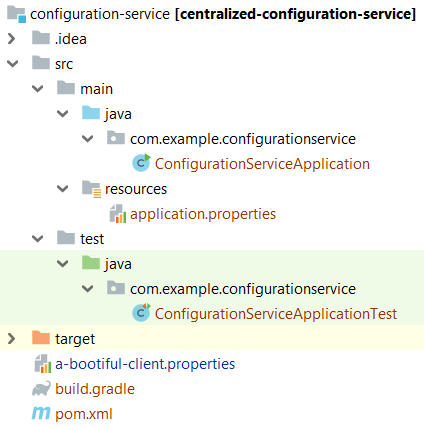 configuration-service [centralized-configuration-service]
.idea
src
main
java
com.example.configurationservice
ConfigurationServiceApplication
resources
application.properties
test
java
com.example.configurationservice
ConfigurationServiceApplicationTest
target
a-bootiful-client.properties
build.gradle
pom.xml